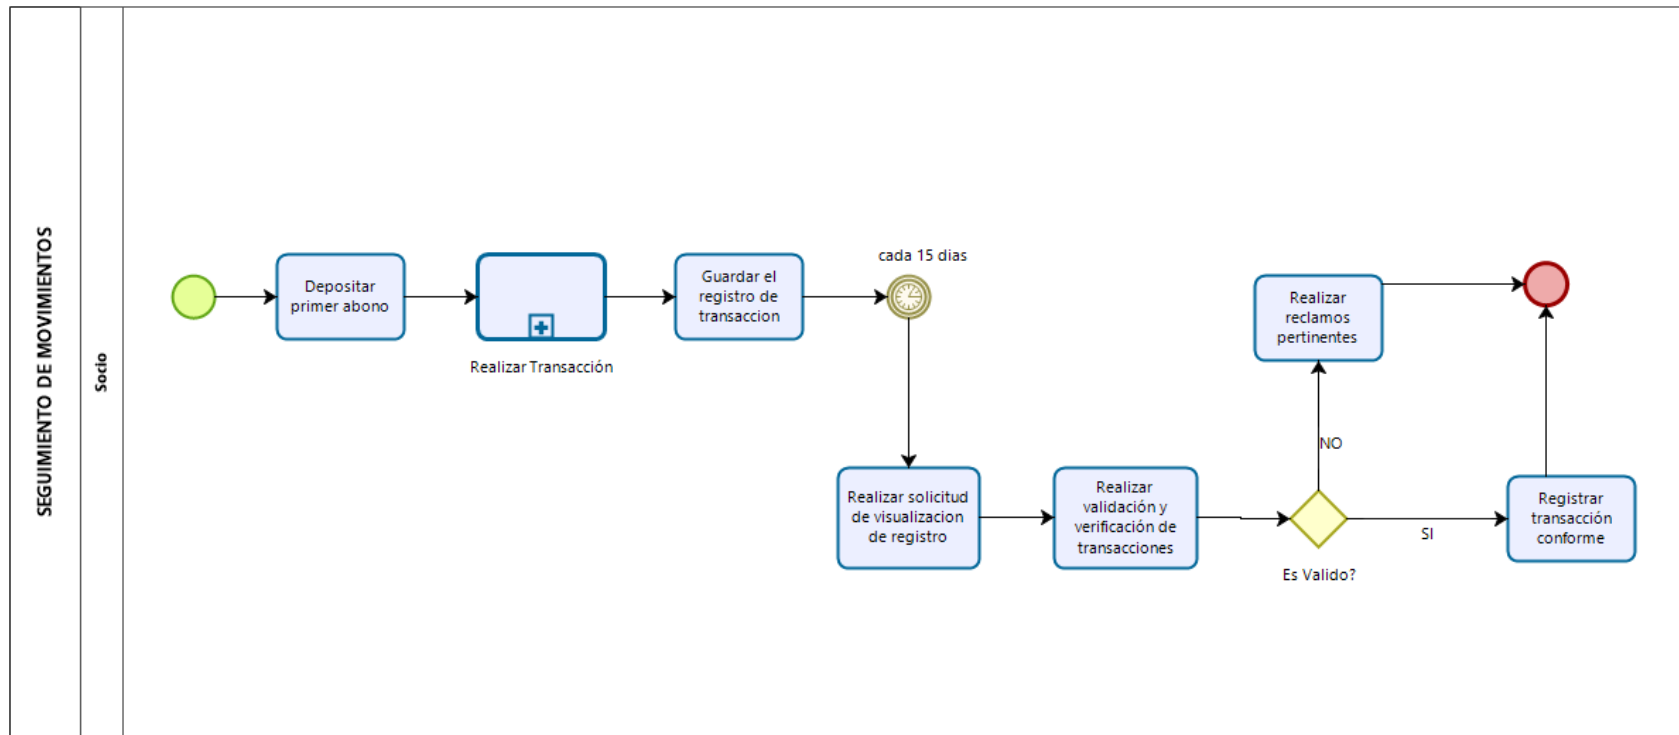 SEGUIMIENTO DE MOVIMIENTOS
Socio
Depositar
primer abono
Realizar Transacción
Guardar el
registro de
transaccion
cada 15 dias
Realizar solicitud
de visualizacion
de registro
Realizar
validación y
verificación de
transacciones
Es Valido?
NO
Realizar
reclamos
pertinentes
SI
Registrar
transacción
conforme